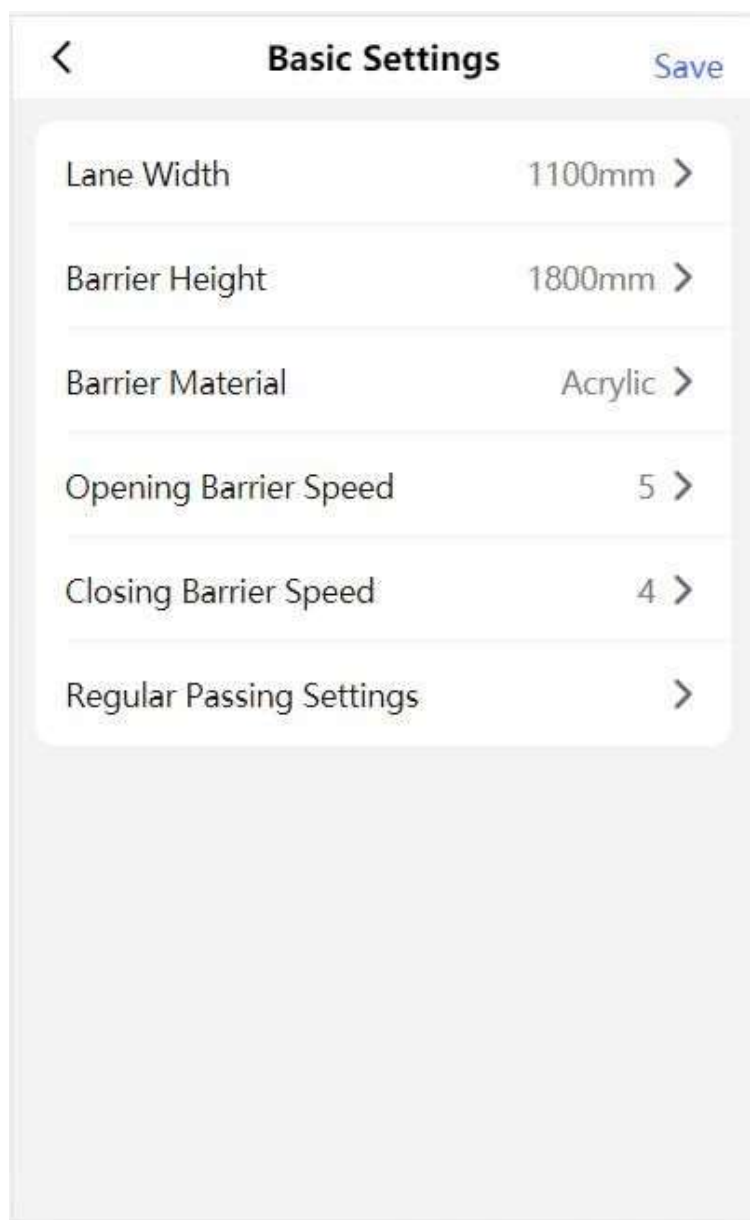 Basic Settings Save
Lane Width 1100mm
Barrier Height 1800mm
Barrier Material Acrylic
Opening Barrier Speed 5
Closing Barrier Speed 4
Regular Passing Settings